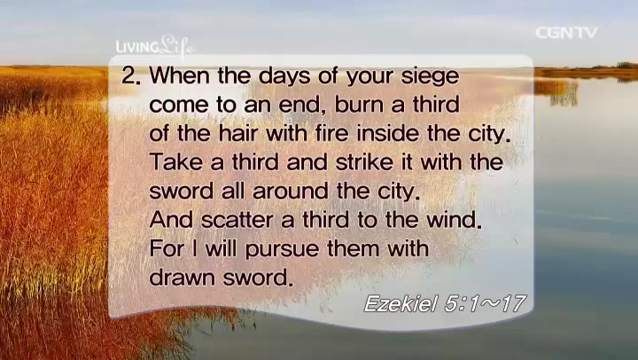 LIVING Life
CGNTV
2. When the days of your siege
come to an end, burn a third
of the hair with fire inside the city.
Take a third and strike it with the
sword all around the city.
And scatter a third to the wind.
For I will pursue them with
drawn sword.
Ezekiel 5:1~17